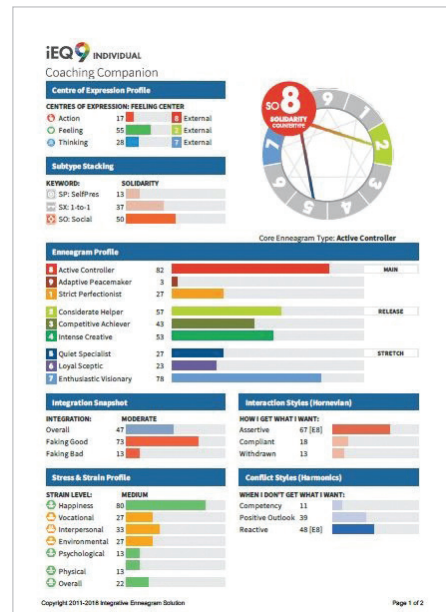 iEQ9 INDIVIDUAL
Coaching Companion
Centre of Expression Profile
CENTRES OF EXPRESSION: FEELING CENTER
Action 17 8 External
Feeling 55 2 External
Thinking 28 7 External
Subtype Stacking
KEYWORD: SOLIDARITY
SP: SelfPres 13
SX: 1-to-1 37
SO: Social 50
SO 8
SOLIDARITY
COUNTERTYPE
9
1
2
5
7
Core Enneagram Type: Active Controller
Enneagram Profile
8 Active Controller 82 MAIN
9 Adaptive Peacemaker 3
1 Strict Perfectionist 27
2 Considerate Helper 57 RELEASE
3 Competitive Achiever 43
4 Intense Creative 53
5 Quiet Specialist 27 STRETCH
6 Loyal Sceptic 23
7 Enthusiastic Visionary 78
Integration Snapshot
INTEGRATION: MODERATE
Overall 47
Faking Good 73
Faking Bad 13
Interaction Styles (Hornevian)
HOW I GET WHAT I WANT:
Assertive 67 [E8]
Compliant 18
Withdrawn 13
Stress & Strain Profile
STRAIN LEVEL: MEDIUM
Happiness 80
Vocational 27
Interpersonal 33
Environmental 27
Psychological 13
Physical 13
Overall 22
Conflict Styles (Harmonics)
WHEN I DON'T GET WHAT I WANT:
Competency 11
Positive Outlook 39
Reactive 48 [E8]
Copyright 2011-2018 Integrative Enneagram Solution
Page 1 of 2